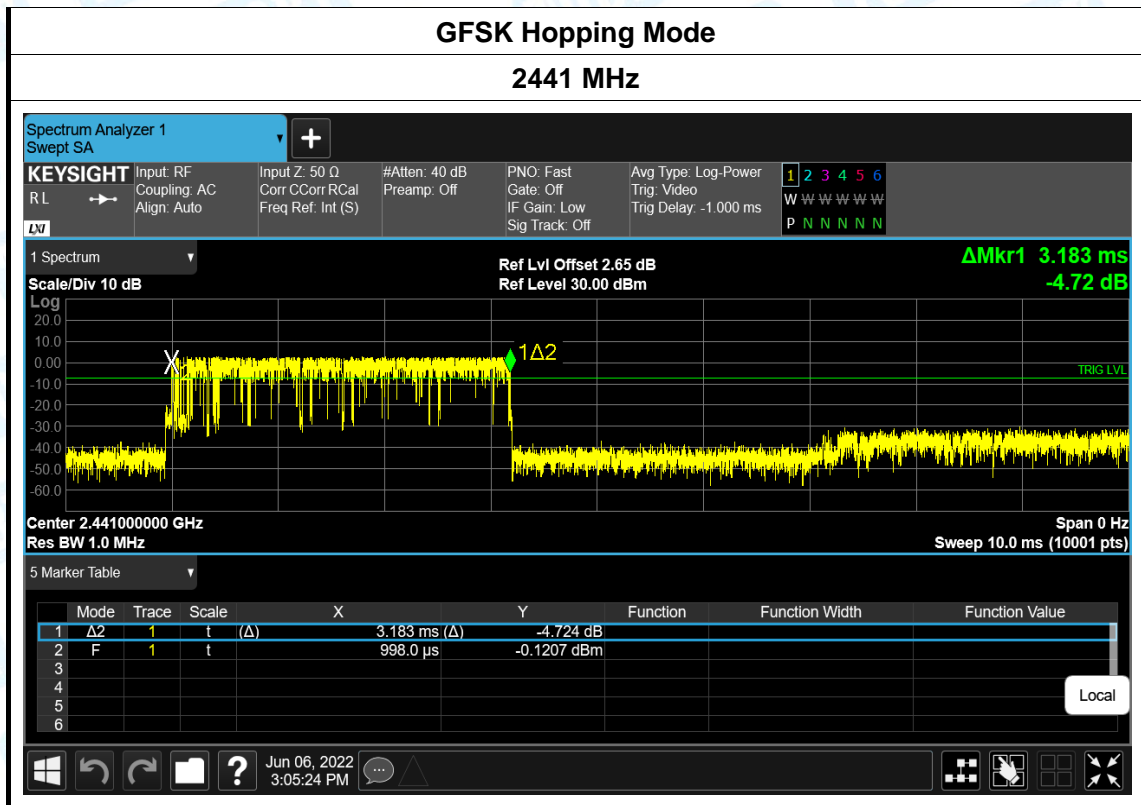 GFSK Hopping Mode
2441 MHz
Spectrum Analyzer 1
Swept SA
KEYSIGHT
R L
LXI
Input: RF
Coupling: AC
Align: Auto
Input Z: 50 Ω
Corr CCorr RCal
Freq Ref: Int (S)
#Atten: 40 dB
Preamp: Off
PNO: Fast
Gate: Off
IF Gain: Low
Sig Track: Off
Avg Type: Log-Power
Trig: Video
Trig Delay: -1.000 ms
1 2 3 4 5 6
W W W W W W
P N N N N N
1 Spectrum
Scale/Div 10 dB
Ref Lvl Offset 2.65 dB
Ref Level 30.00 dBm
ΔMkr1 3.183 ms
-4.72 dB
Log
20.0
10.0
0.00
-10.0
-20.0
-30.0
-40.0
-50.0
-60.0
X
1Δ2
TRIG LVL
Center 2.441000000 GHz
Span 0 Hz
Res BW 1.0 MHz
Sweep 10.0 ms (10001 pts)
5 Marker Table
Mode Trace Scale X Y Function Function Width Function Value
1 Δ2 1 t (Δ) 3.183 ms (Δ) -4.724 dB
2 F 1 t 998.0 µs -0.1207 dBm
3
4
5
6
Local
?
Jun 06, 2022
3:05:24 PM